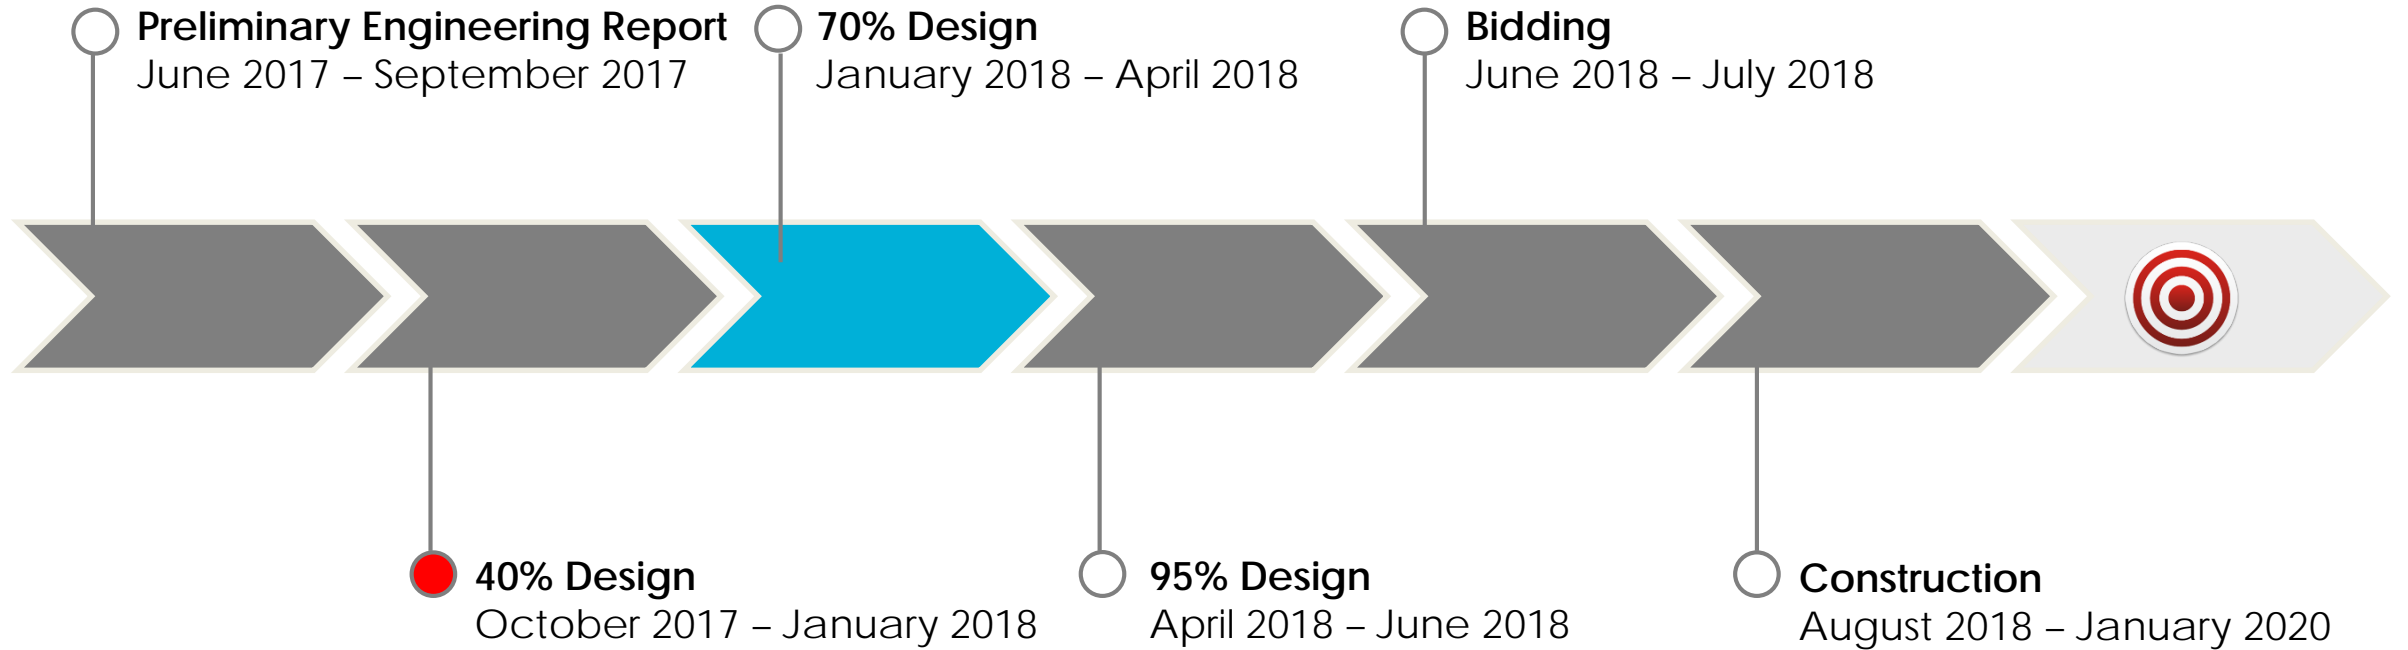 Preliminary Engineering Report
June 2017 – September 2017
70% Design
January 2018 – April 2018
Bidding
June 2018 – July 2018
40% Design
October 2017 – January 2018
95% Design
April 2018 – June 2018
Construction
August 2018 – January 2020